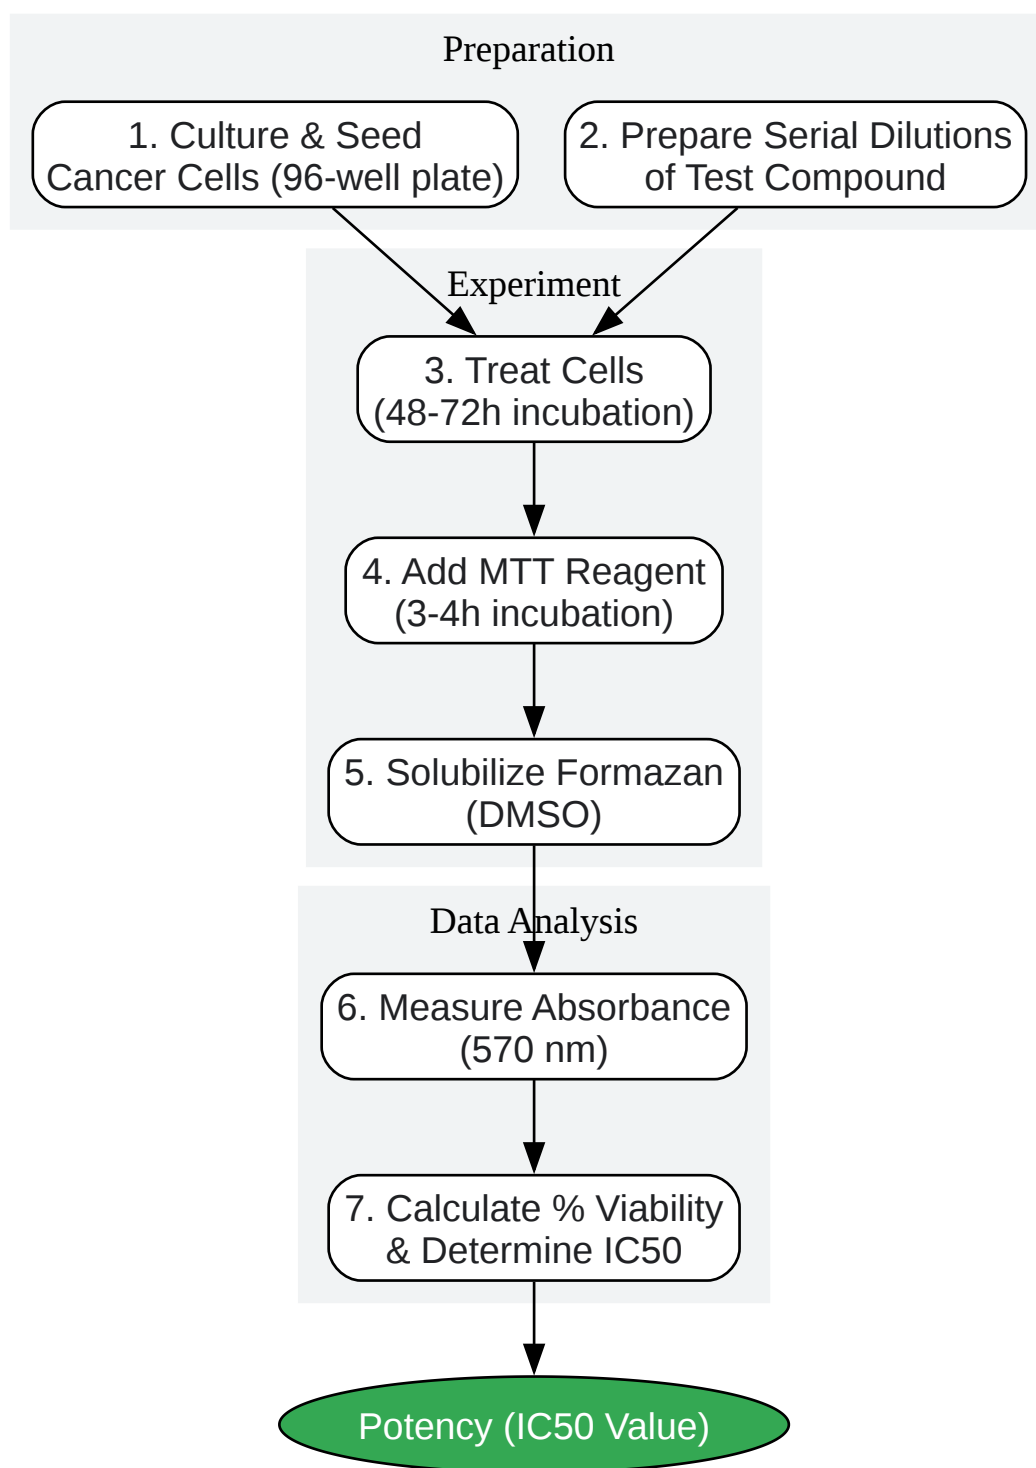 Preparation
1. Culture & Seed
Cancer Cells (96-well plate)
2. Prepare Serial Dilutions
of Test Compound
Experiment
3. Treat Cells
(48-72h incubation)
4. Add MTT Reagent
(3-4h incubation)
5. Solubilize Formazan
(DMSO)
Data Analysis
6. Measure Absorbance
(570 nm)
7. Calculate % Viability
& Determine IC50
Potency (IC50 Value)